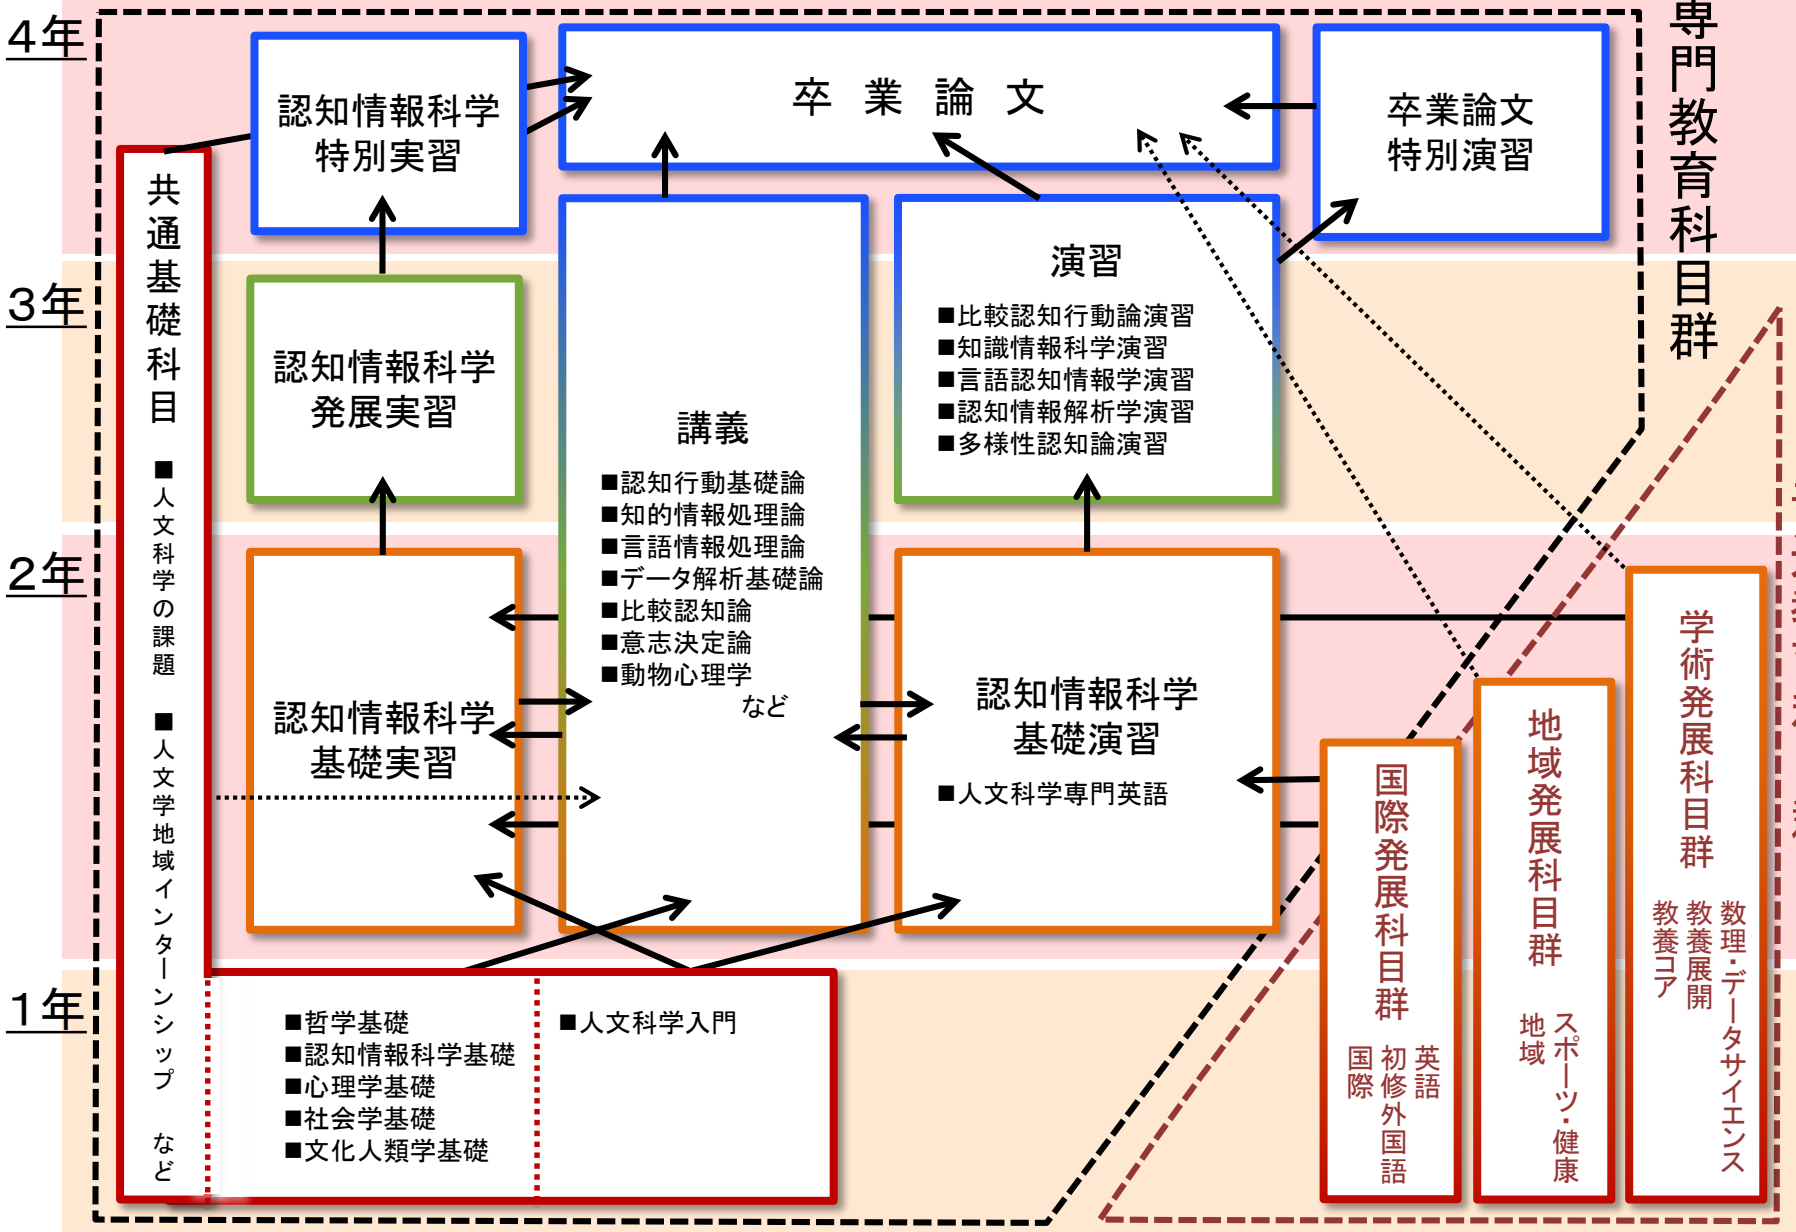 4年
3年
2年
1年
専門教育科目群
認知情報科学
特別実習
卒業論文
卒業論文
特別演習
共通基礎科目 ■人文科学の課題 ■人文学地域インターンシップ など
認知情報科学
発展実習
認知情報科学
基礎実習
講義
■認知行動基礎論
■知的情報処理論
■言語情報処理論
■データ解析基礎論
■比較認知論
■意志決定論
■動物心理学
など
演習
■比較認知行動論演習
■知識情報科学演習
■言語認知情報学演習
■認知情報解析学演習
■多様性認知論演習
認知情報科学
基礎演習
■人文科学専門英語
■哲学基礎
■認知情報科学基礎
■心理学基礎
■社会学基礎
■文化人類学基礎
■人文科学入門
国際発展科目群
英語
初修外国語
国際
地域発展科目群
スポーツ・健康
地域
学術発展科目群
数理・データサイエンス
教養展開
教養コア